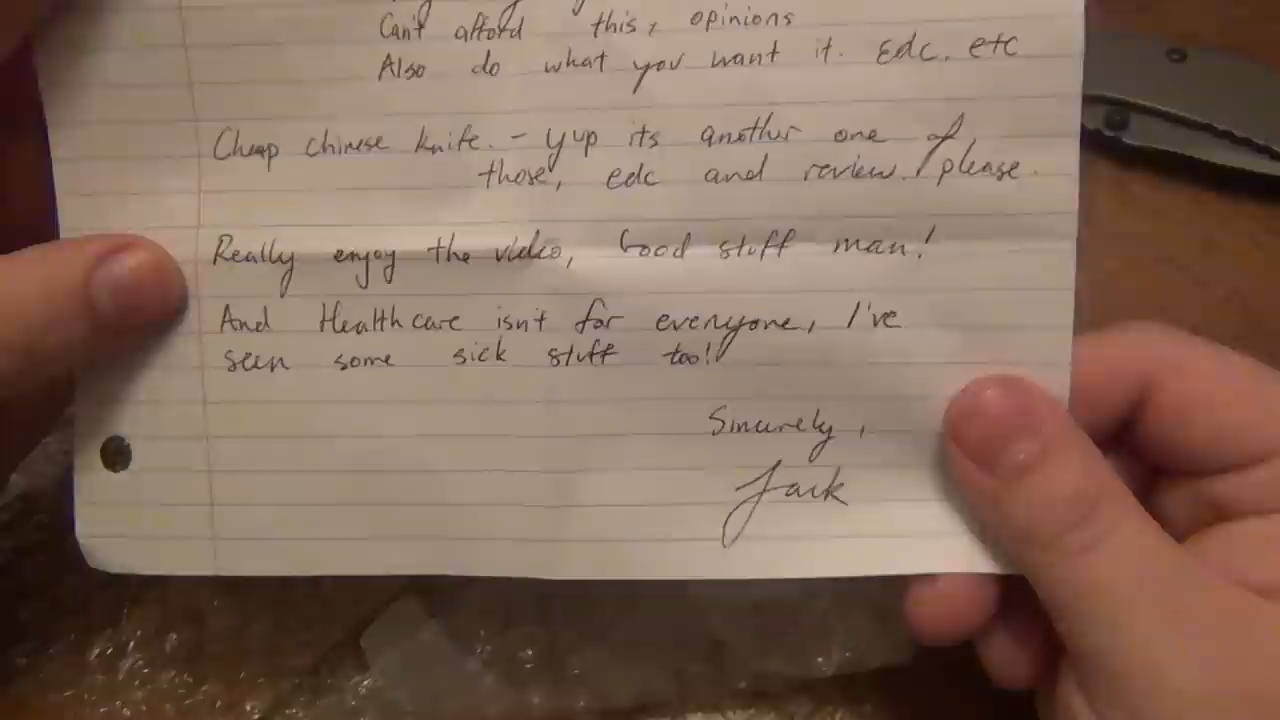 Can't afford this, opinions
Also do what you want it. Edc. etc
Cheap chinese knife. - yup its another one of
those, edc and review please.
Really enjoy the video, Good stuff man!
And Healthcare isn't for everyone, I've
seen some sick stuff too!
Sincerely,
Jack